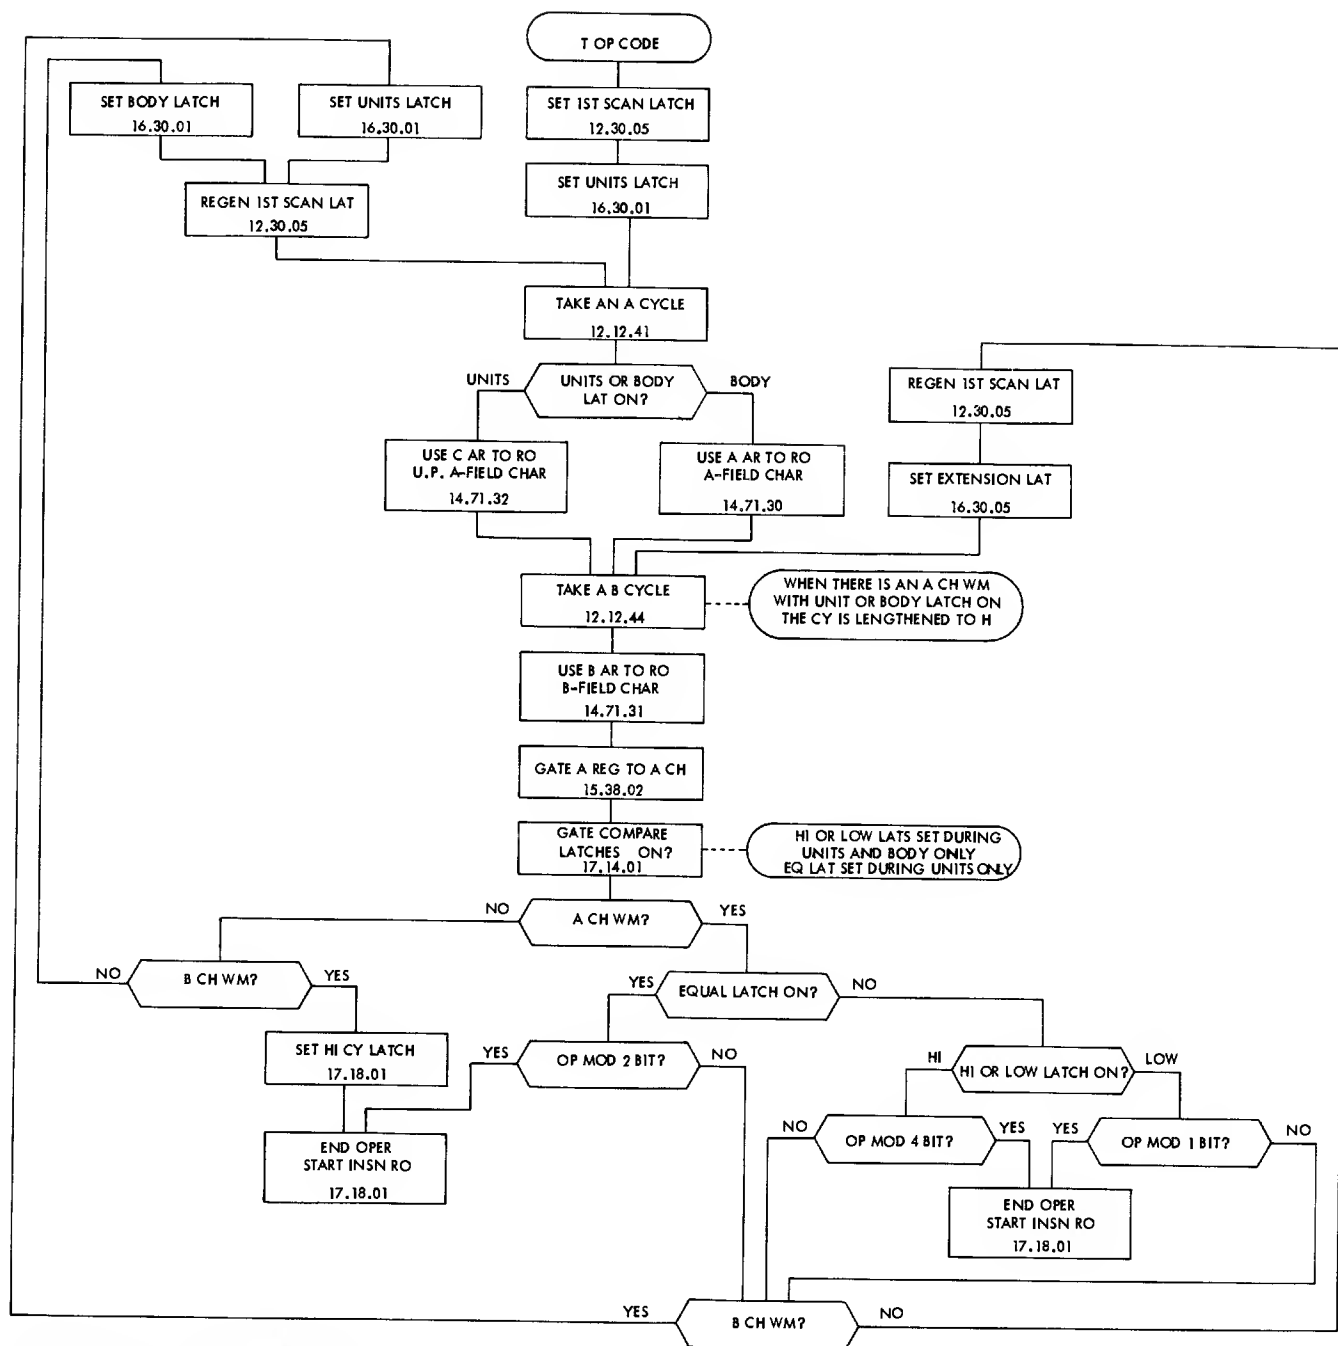 T OP CODE
SET BODY LATCH
16.30.01
SET UNITS LATCH
16.30.01
SET 1ST SCAN LATCH
12.30.05
REGEN 1ST SCAN LAT
12.30.05
SET UNITS LATCH
16.30.01
TAKE AN A CYCLE
12.12.41
UNITS
UNITS OR BODY
LAT ON?
BODY
REGEN 1ST SCAN LAT
12.30.05
USE C AR TO RO
U.P. A-FIELD CHAR
14.71.32
USE A AR TO RO
A-FIELD CHAR
14.71.30
SET EXTENSION LAT
16.30.05
TAKE A B CYCLE
12.12.44
WHEN THERE IS AN A CH WM
WITH UNIT OR BODY LATCH ON
THE CY IS LENGTHENED TO H
USE B AR TO RO
B-FIELD CHAR
14.71.31
GATE A REG TO A CH
15.38.02
GATE COMPARE
LATCHES ON?
17.14.01
HI OR LOW LATS SET DURING
UNITS AND BODY ONLY
EQ LAT SET DURING UNITS ONLY
NO
A CH WM?
YES
NO
B CH WM?
YES
YES
EQUAL LATCH ON?
NO
SET HI CY LATCH
17.18.01
YES
OP MOD 2 BIT?
NO
HI
HI OR LOW LATCH ON?
LOW
END OPER
START INSN RO
17.18.01
NO
OP MOD 4 BIT?
YES
YES
OP MOD 1 BIT?
NO
END OPER
START INSN RO
17.18.01
YES
B CH WM?
NO